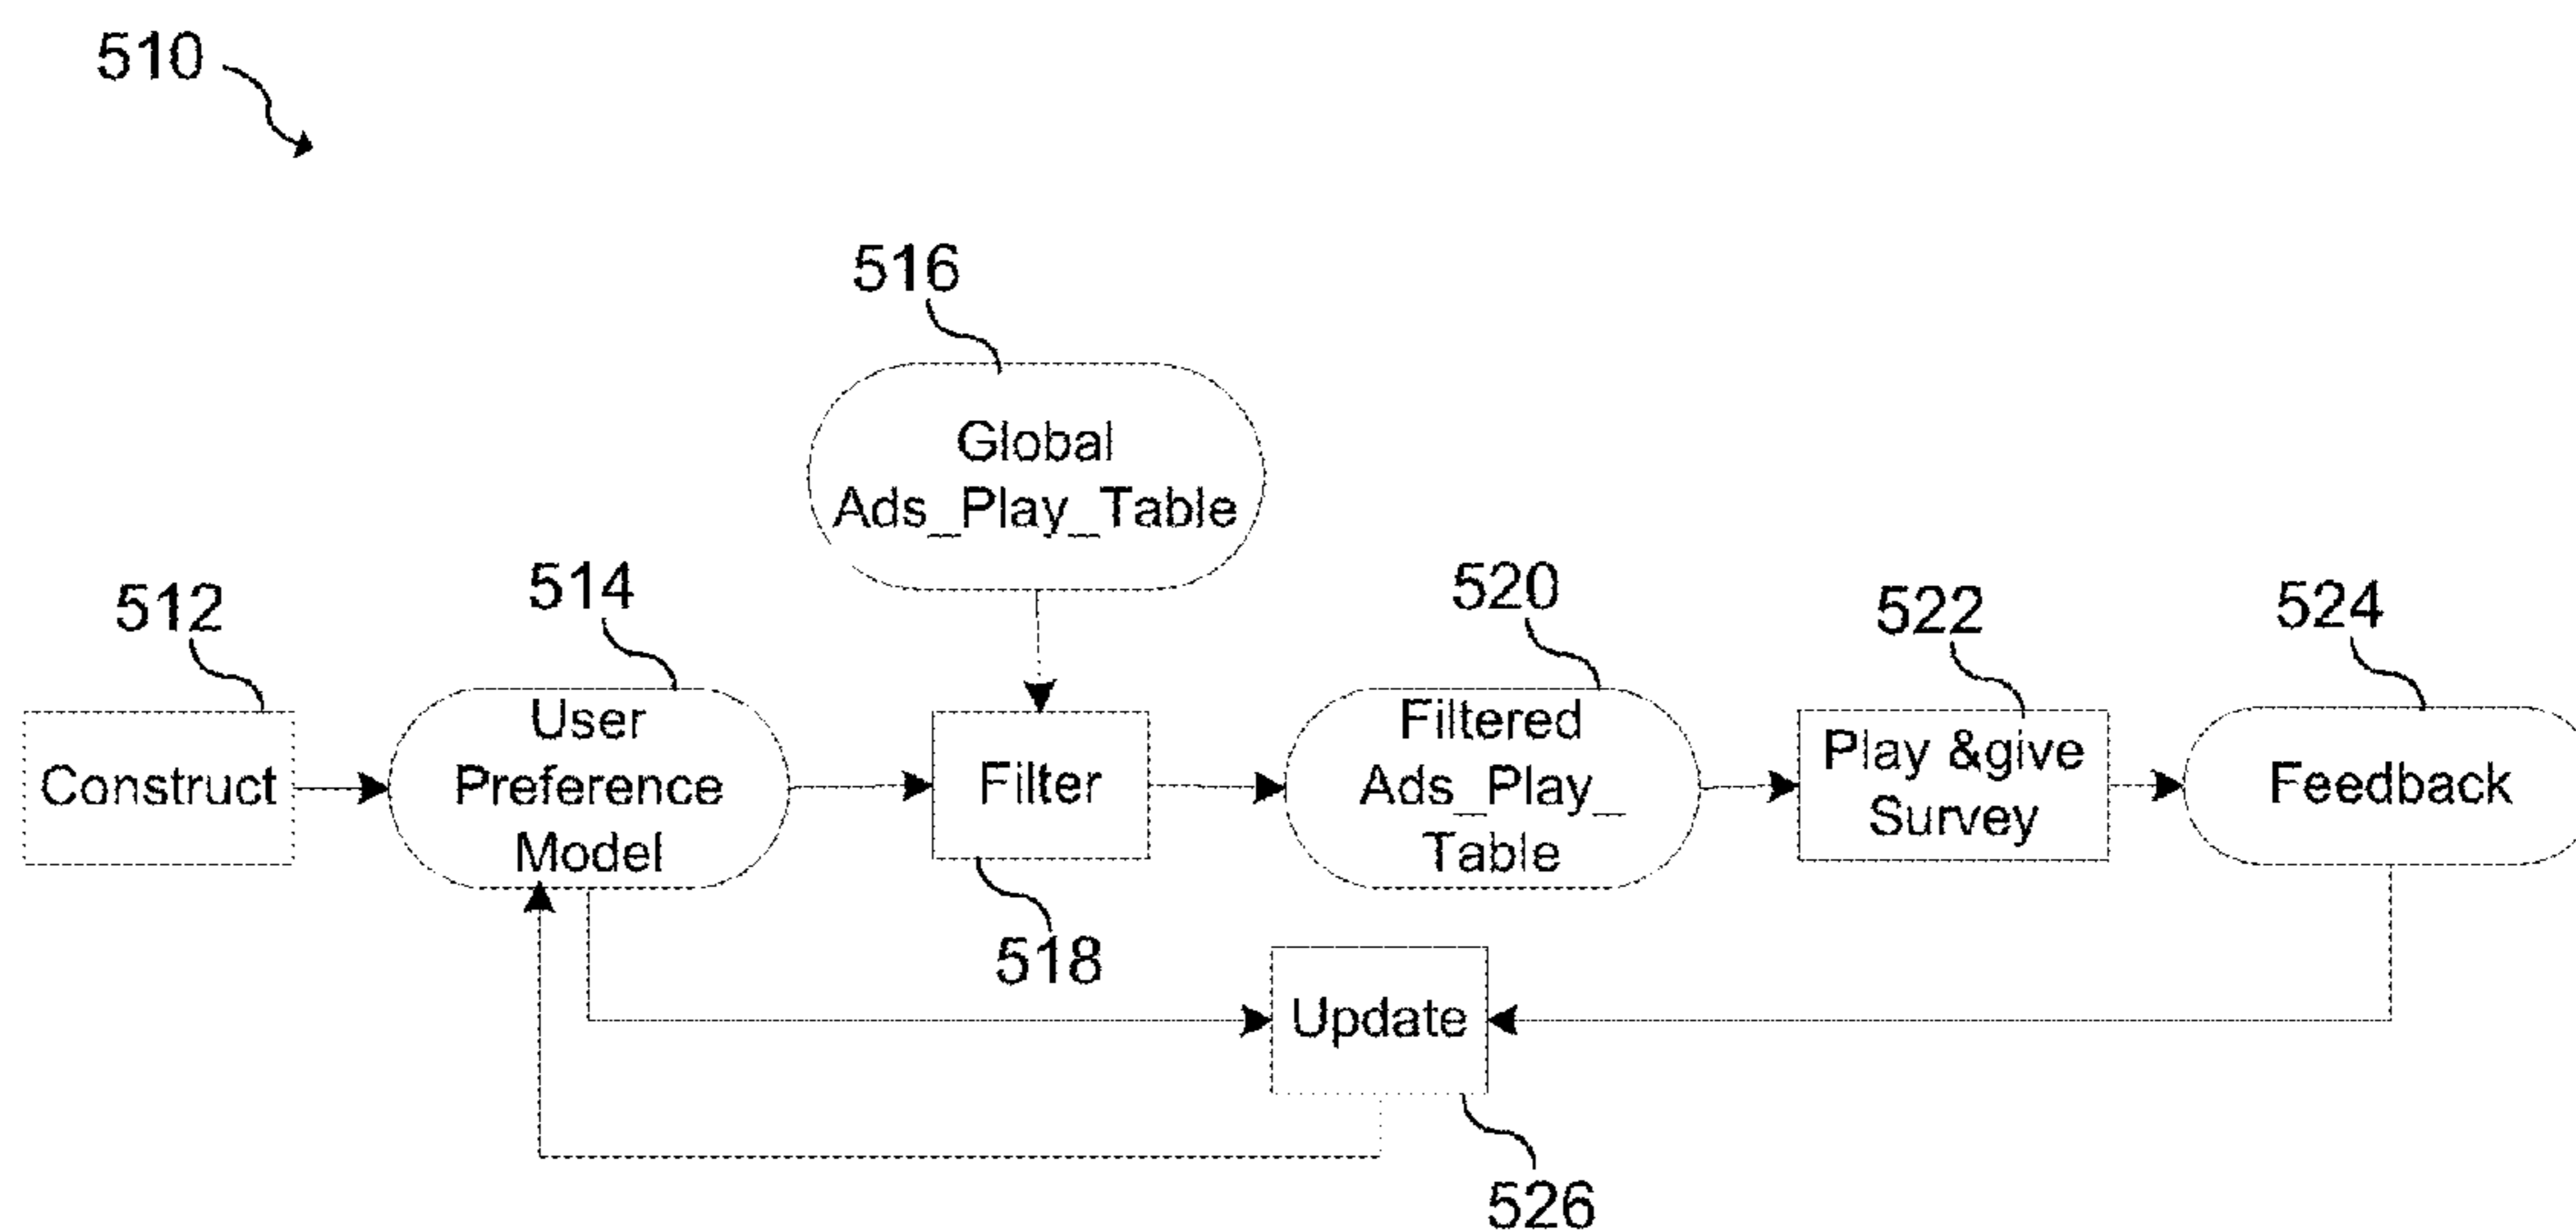 510
516
Global
Ads_Play_Table
512
514
520
522
524
Construct
User
Preference
Model
Filter
Filtered
Ads_Play_
Table
Play &give
Survey
Feedback
518
Update
526